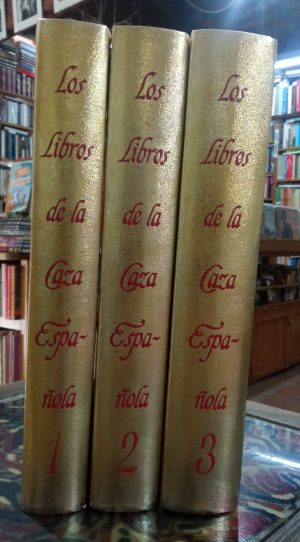 Los
Libros
de la
Caza
Espa-
ñola
1
Los
Libros
de la
Caza
Espa-
ñola
2
Los
Libros
de la
Caza
Espa-
ñola
3